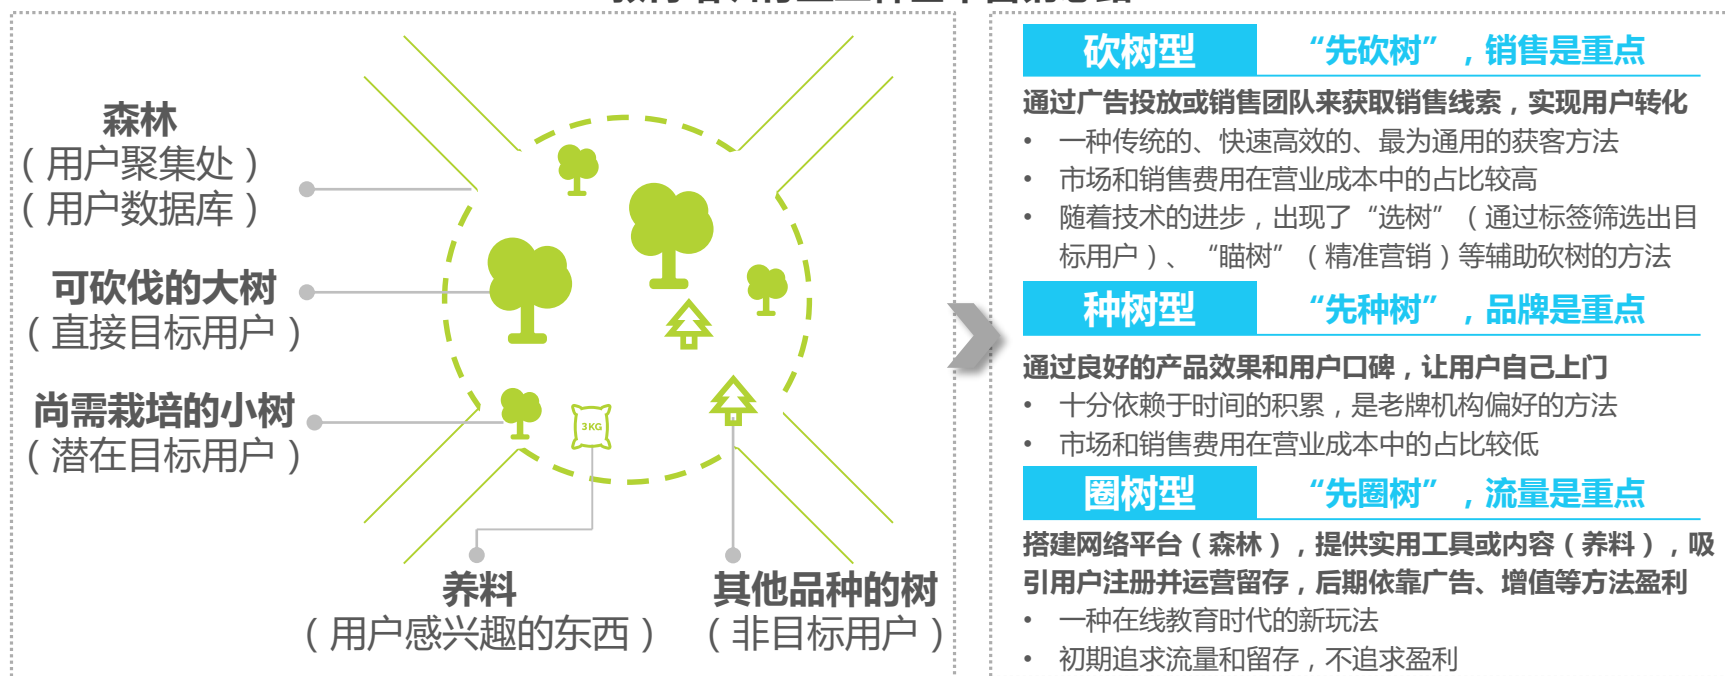 森林
（用户聚集处）
（用户数据库）
可砍伐的大树
（直接目标用户）
尚需栽培的小树
（潜在目标用户）
3KG
养料
（用户感兴趣的东西）
其他品种的树
（非目标用户）
砍树型 “先砍树”，销售是重点
通过广告投放或销售团队来获取销售线索，实现用户转化
• 一种传统的、快速高效的、最为通用的获客方法
• 市场和销售费用在营业成本中的占比较高
• 随着技术的进步，出现了“选树”（通过标签筛选出目
标用户）、“瞄树”（精准营销）等辅助砍树的方法
种树型 “先种树”，品牌是重点
通过良好的产品效果和用户口碑，让用户自己上门
• 十分依赖于时间的积累，是老牌机构偏好的方法
• 市场和销售费用在营业成本中的占比较低
圈树型 “先圈树”，流量是重点
搭建网络平台（森林），提供实用工具或内容（养料），吸
引用户注册并运营留存，后期依靠广告、增值等方法盈利
• 一种在线教育时代的新玩法
• 初期追求流量和留存，不追求盈利